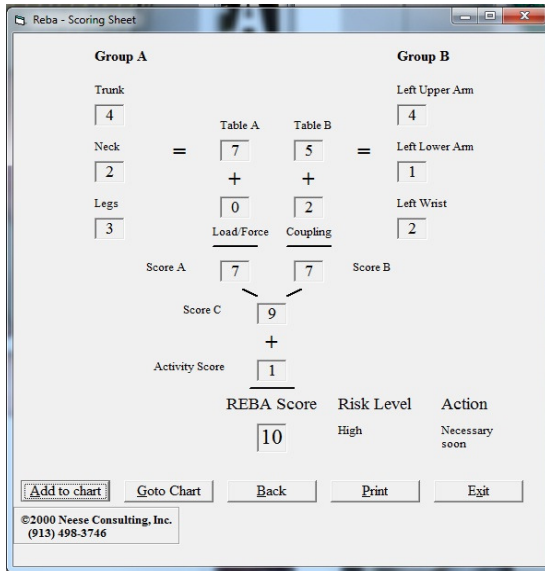 Reba - Scoring Sheet
Group A
Group B
Trunk
Left Upper Arm
4
4
Table A
Table B
Neck
=
7
5
=
Left Lower Arm
2
+
+
1
Legs
0
2
Left Wrist
3
Load/Force
Coupling
2
Score A
7
7
Score B
Score C
9
+
Activity Score
1
REBA Score
Risk Level
Action
10
High
Necessary
soon
Add to chart
Goto Chart
Back
Print
Exit
©2000 Neese Consulting, Inc.
(913) 498-3746